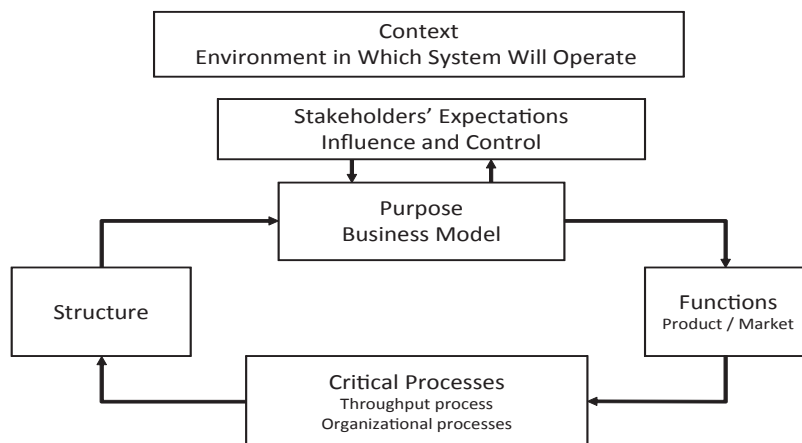 Context
Environment in Which System Will Operate
Stakeholders’ Expectations
Influence and Control
Purpose
Business Model
Structure
Functions
Product / Market
Critical Processes
Throughput process
Organizational processes